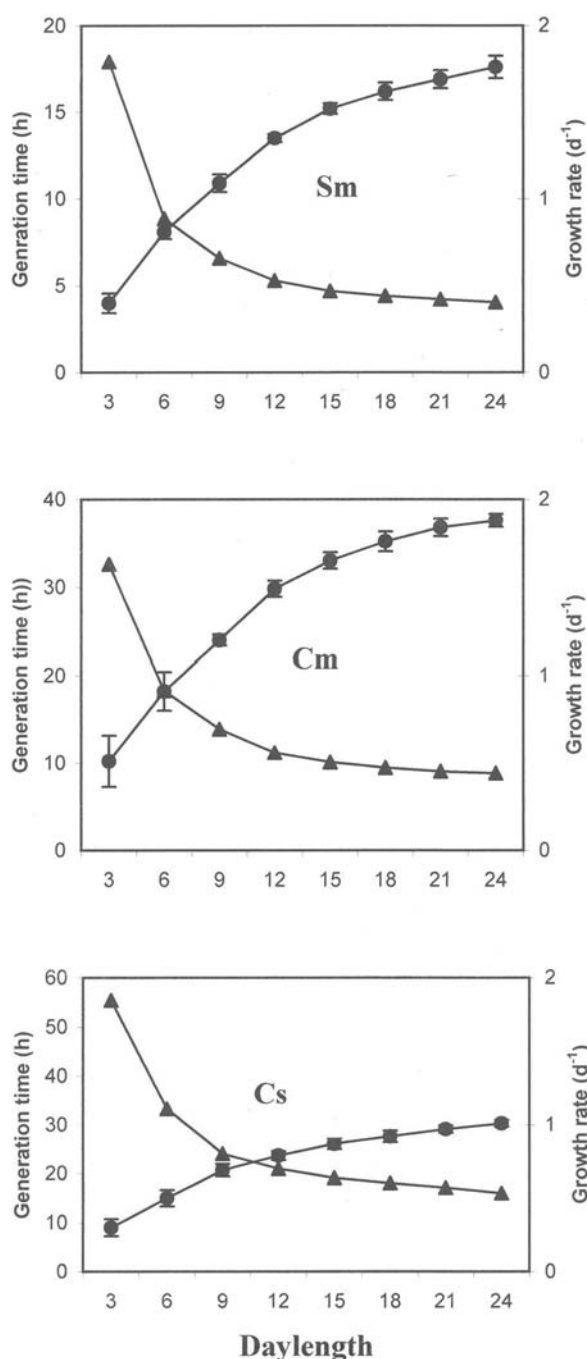 Genration time (h)
20
15
10
5
0
Sm
2
1
0
Growth rate (d⁻¹)
3 6 9 12 15 18 21 24
Generation time (h))
40
30
20
10
0
Cm
2
1
0
Growth rate (d⁻¹)
3 6 9 12 15 18 21 24
Generation time (h)
60
50
40
30
20
10
0
Cs
2
1
0
Growth rate (d⁻¹)
3 6 9 12 15 18 21 24
Daylength